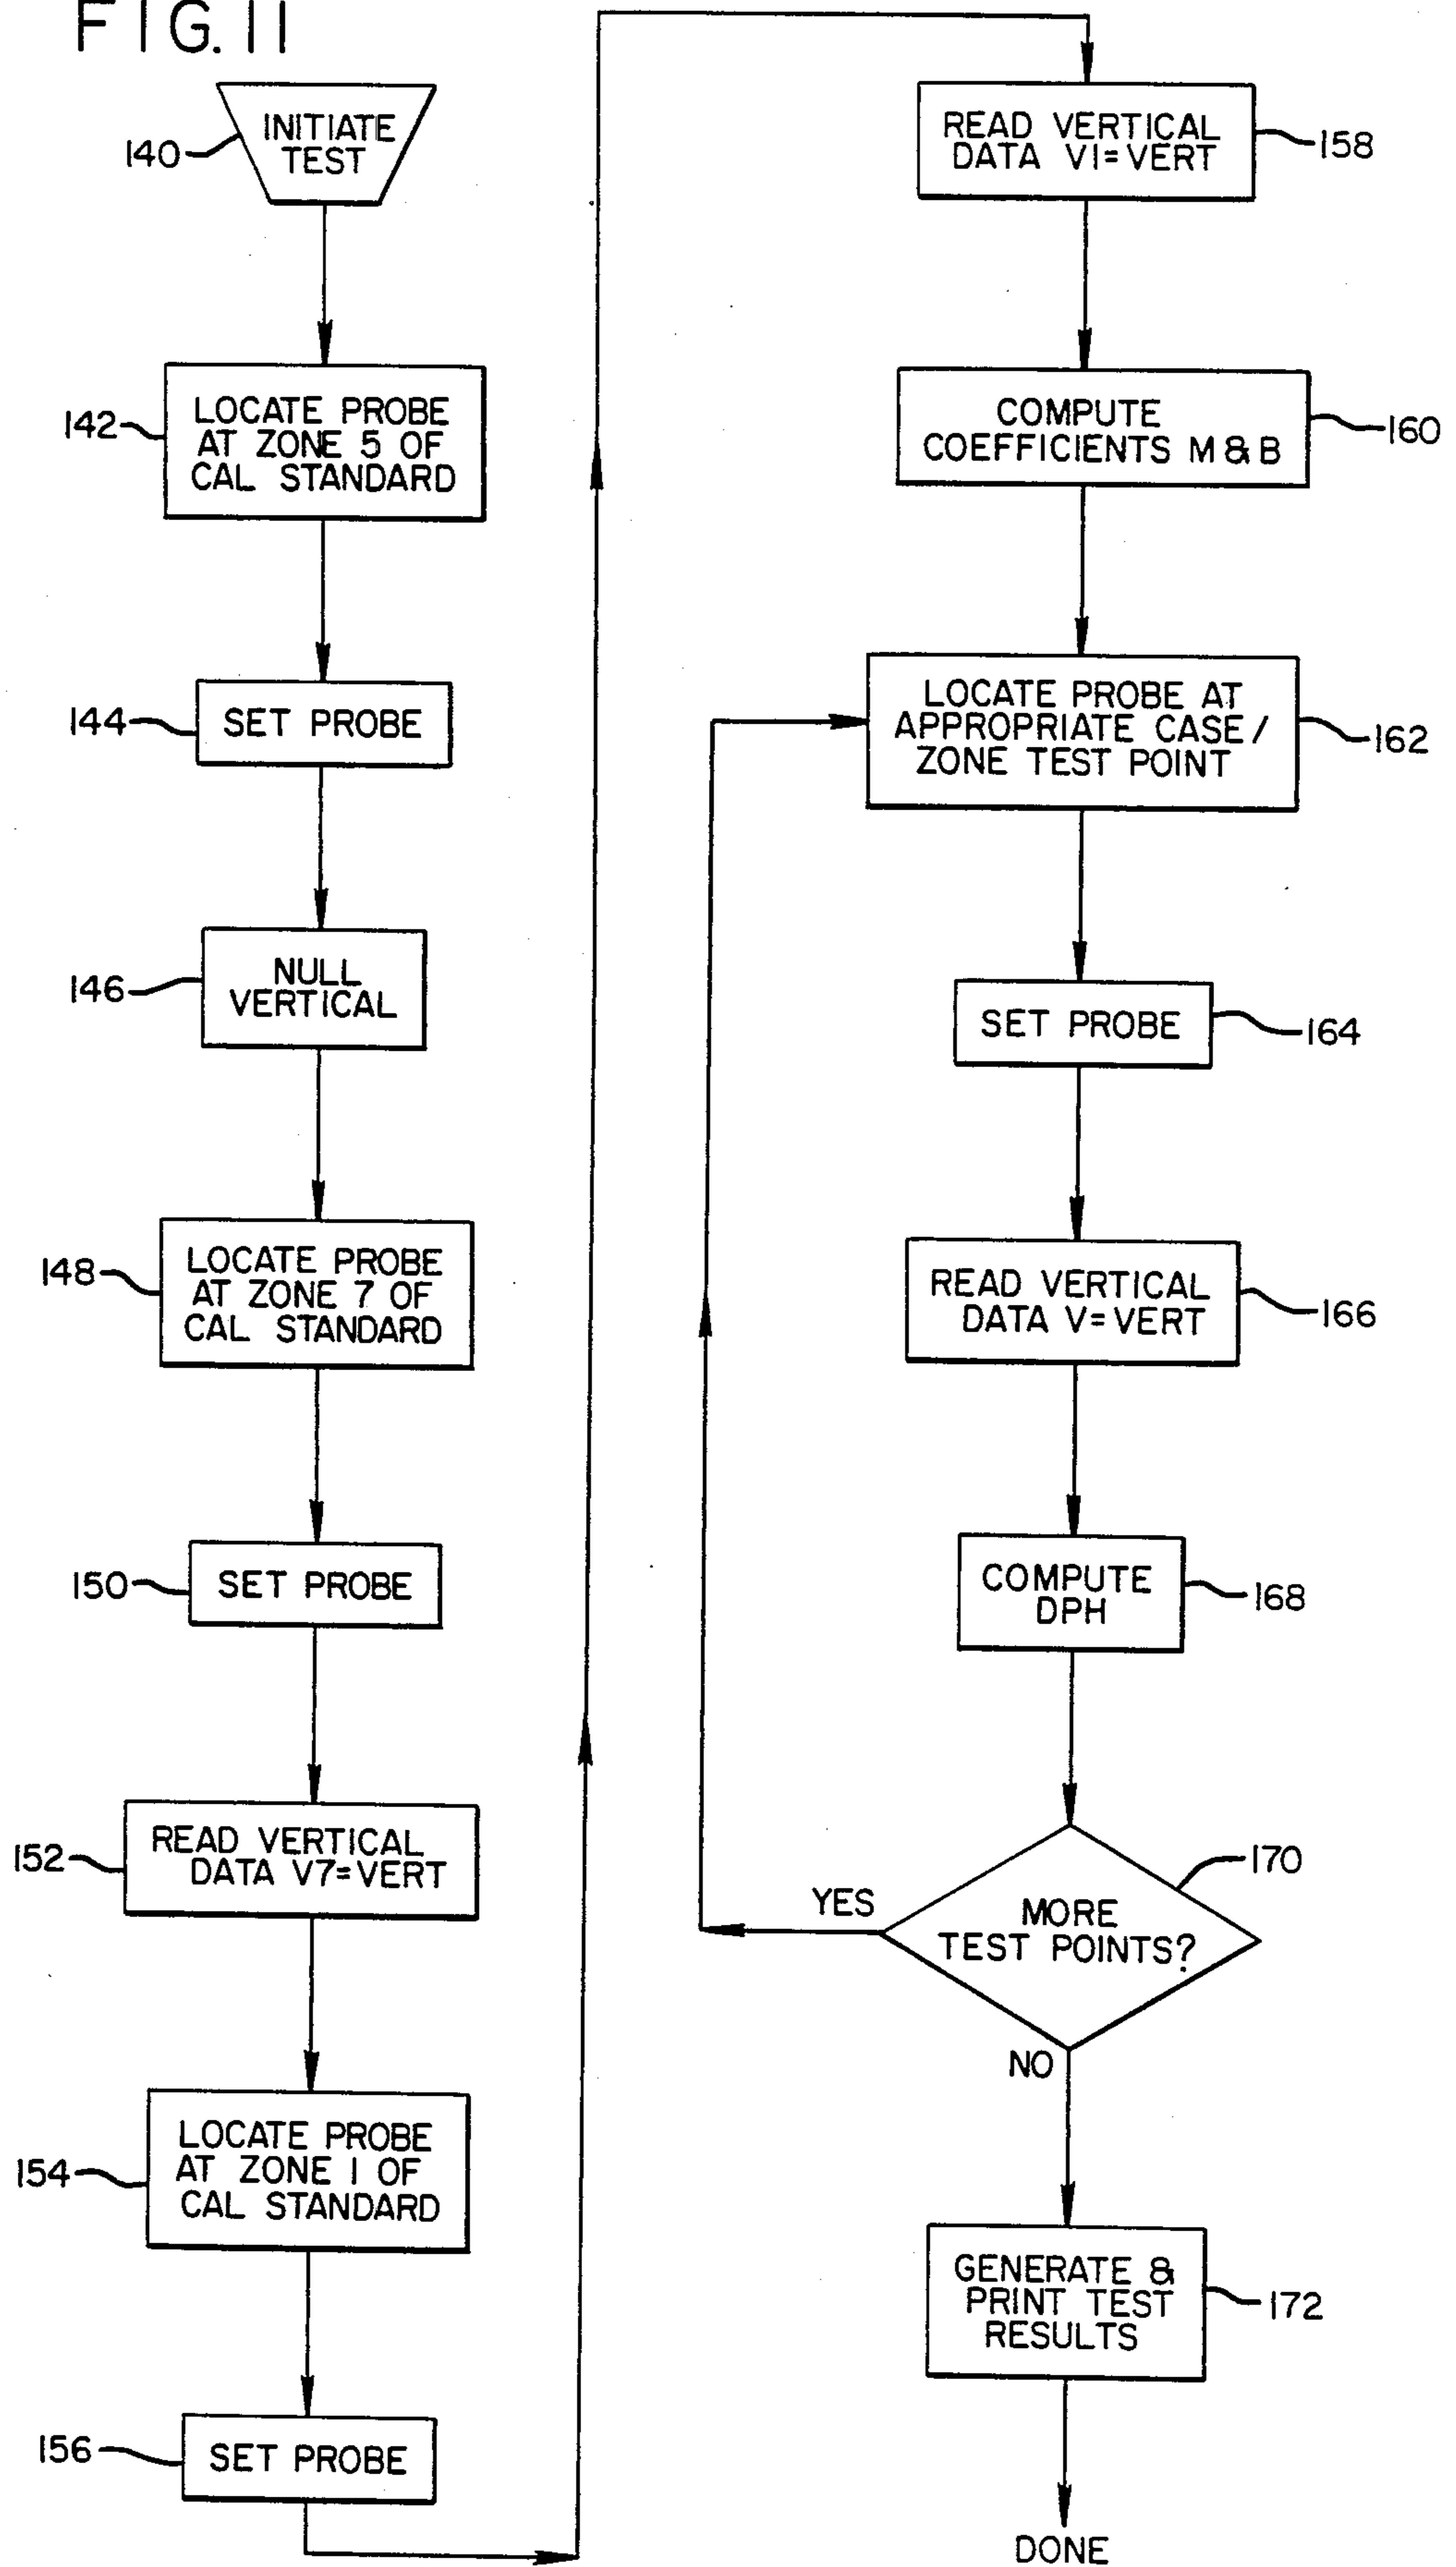 FIG. 11
INITIATE
TEST
140
LOCATE PROBE
AT ZONE 5 OF
CAL STANDARD
142
SET PROBE
144
NULL
VERTICAL
146
LOCATE PROBE
AT ZONE 7 OF
CAL STANDARD
148
SET PROBE
150
READ VERTICAL
DATA V7=VERT
152
LOCATE PROBE
AT ZONE 1 OF
CAL STANDARD
154
SET PROBE
156
READ VERTICAL
DATA V1=VERT
158
COMPUTE
COEFFICIENTS M & B
160
LOCATE PROBE AT
APPROPRIATE CASE/
ZONE TEST POINT
162
SET PROBE
164
READ VERTICAL
DATA V=VERT
166
COMPUTE
DPH
168
MORE
TEST POINTS?
170
YES
NO
GENERATE &
PRINT TEST
RESULTS
172
DONE